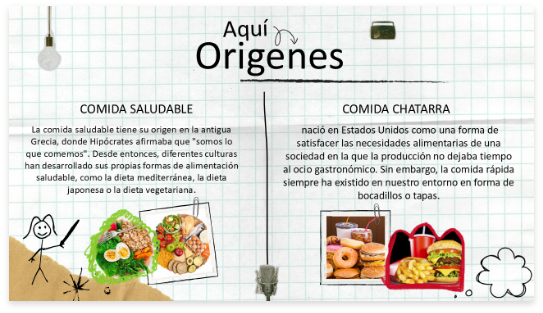 Aquí
Origenes
COMIDA SALUDABLE
La comida saludable tiene su origen en la antigua
Grecia, donde Hipócrates afirmaba que "somos lo
que comemos". Desde entonces, diferentes culturas
han desarrollado sus propias formas de alimentación
saludable, como la dieta mediterránea, la dieta
japonesa o la dieta vegetariana.
COMIDA CHATARRA
nació en Estados Unidos como una forma de
satisfacer las necesidades alimentarias de una
sociedad en la que la producción no dejaba tiempo
al ocio gastronómico. Sin embargo, la comida rápida
siempre ha existido en nuestro entorno en forma de
bocadillos o tapas.